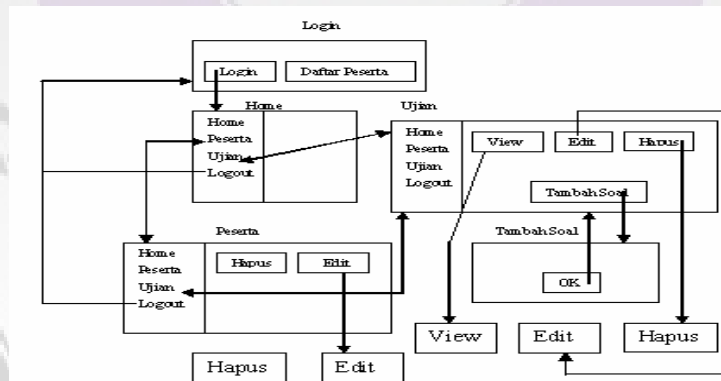 Login
Login Daftar Peserta
Home Ujian
Home
Peserta
Ujian
Logout
Home
Peserta
Ujian
Logout
View Edit Hapus
Tambah Soal
Peserta
Home
Peserta
Ujian
Logout
Hapus Edit
Tambah Soal
OK
View Edit Hapus
Hapus Edit